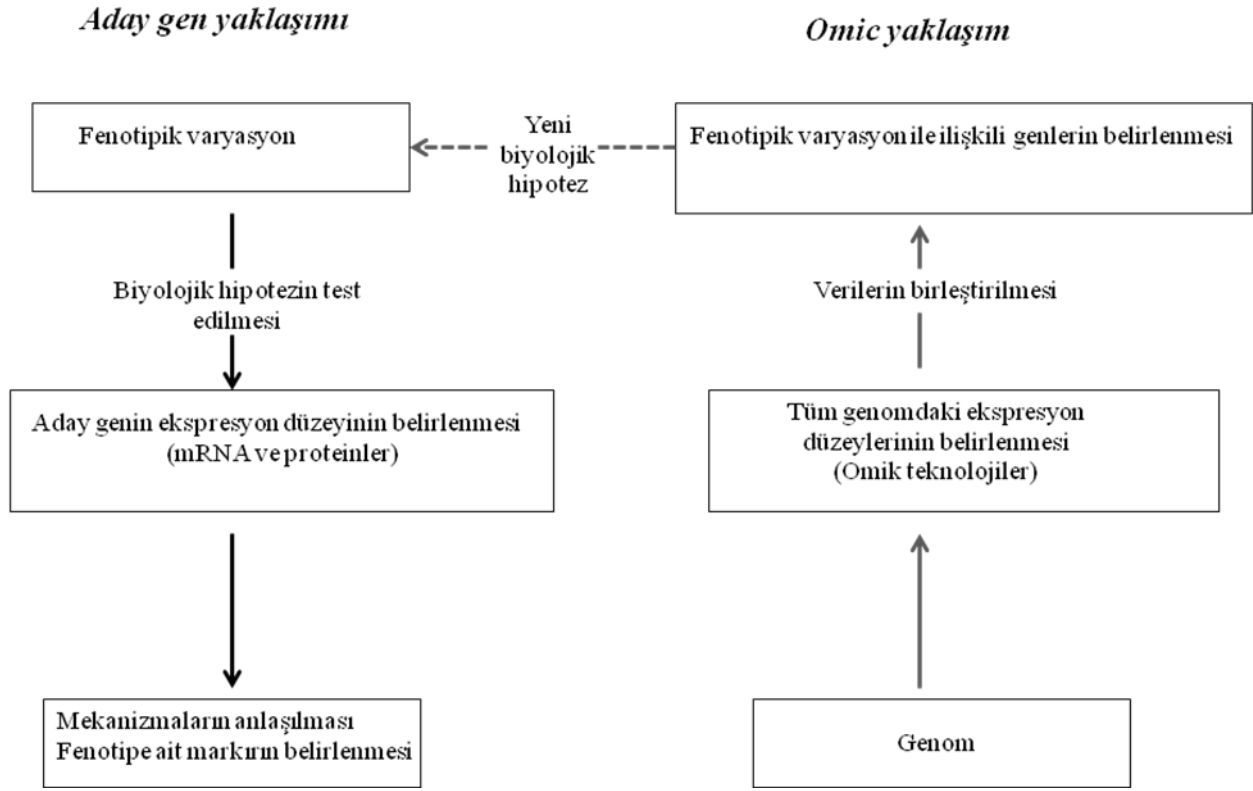 Aday gen yaklaşımı
Omic yaklaşım
Fenotipik varyasyon
Yeni
biyolojik
hipotez
Fenotipik varyasyon ile ilişkili genlerin belirlenmesi
Biyolojik hipotezin test
edilmesi
Verilerin birleştirilmesi
Aday genin ekspresyon düzeyinin belirlenmesi
(mRNA ve proteinler)
Tüm genomdaki ekspresyon
düzeylerinin belirlenmesi
(Omik teknolojiler)
Mekanizmaların anlaşılması
Fenotipe ait markırın belirlenmesi
Genom